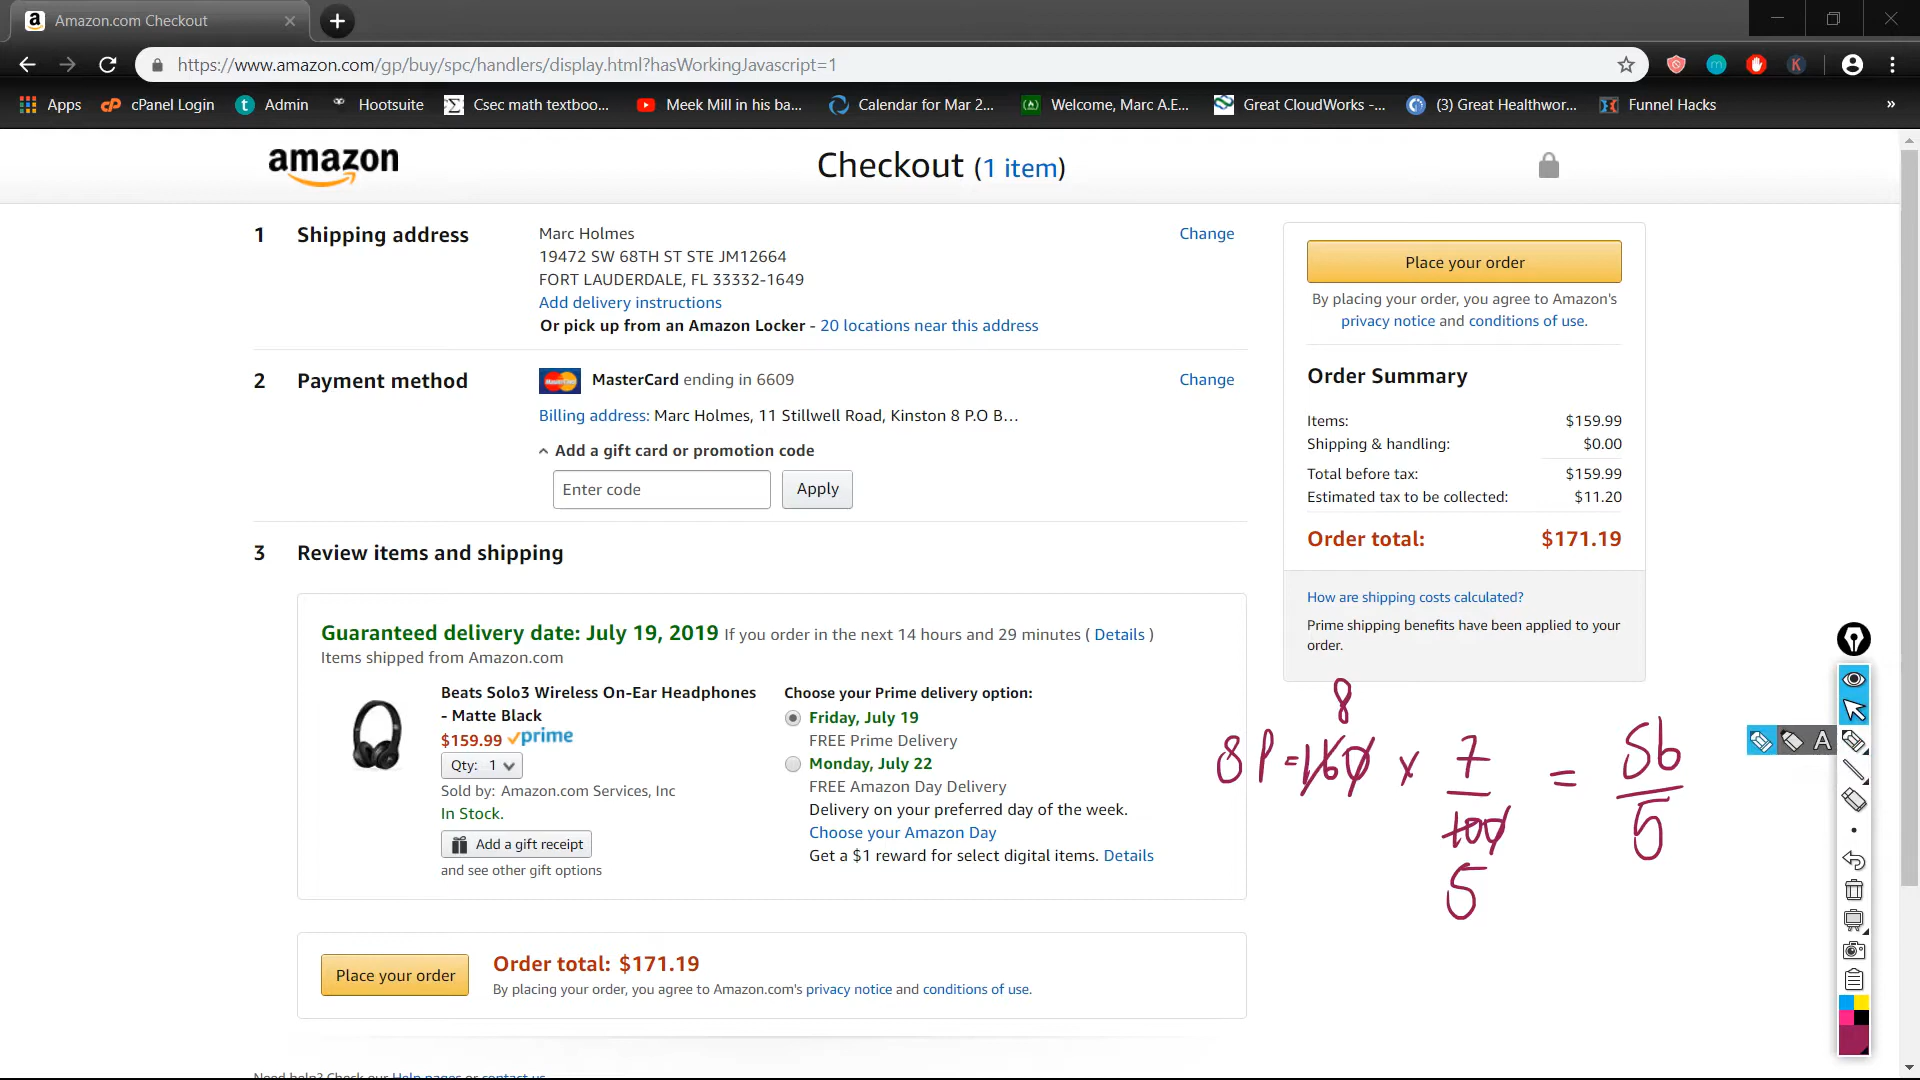 Amazon.com Checkout
https://www.amazon.com/gp/buy/spc/handlers/display.html?hasWorkingJavascript=1
Apps cPanel Login Admin Hootsuite Csec math textboo... Meek Mill in his ba... Calendar for Mar 2... Welcome, Marc A.E... Great CloudWorks -... (3) Great Healthwor... Funnel Hacks »
amazon
Checkout (1 item)
1 Shipping address
Marc Holmes
19472 SW 68TH ST STE JM12664
FORT LAUDERDALE, FL 33332-1649
Add delivery instructions
Or pick up from an Amazon Locker - 20 locations near this address
Change
2 Payment method
MasterCard ending in 6609
Change
Billing address: Marc Holmes, 11 Stillwell Road, Kinston 8 P.O B...
Add a gift card or promotion code
Enter code
Apply
3 Review items and shipping
Guaranteed delivery date: July 19, 2019 If you order in the next 14 hours and 29 minutes ( Details )
Items shipped from Amazon.com
Beats Solo3 Wireless On-Ear Headphones
- Matte Black
$159.99 prime
Qty: 1
Sold by: Amazon.com Services, Inc
In Stock.
Add a gift receipt
and see other gift options
Choose your Prime delivery option:
Friday, July 19
FREE Prime Delivery
Monday, July 22
FREE Amazon Day Delivery
Delivery on your preferred day of the week.
Choose your Amazon Day
Get a $1 reward for select digital items. Details
Place your order
Order total: $171.19
By placing your order, you agree to Amazon.com's privacy notice and conditions of use.
Need help? Check our Help pages or contact us
Place your order
By placing your order, you agree to Amazon's
privacy notice and conditions of use.
Order Summary
Items: $159.99
Shipping & handling: $0.00
Total before tax: $159.99
Estimated tax to be collected: $11.20
Order total: $171.19
How are shipping costs calculated?
Prime shipping benefits have been applied to your
order.
8
8 P = 160 x 7 = 56
100 5
5
A